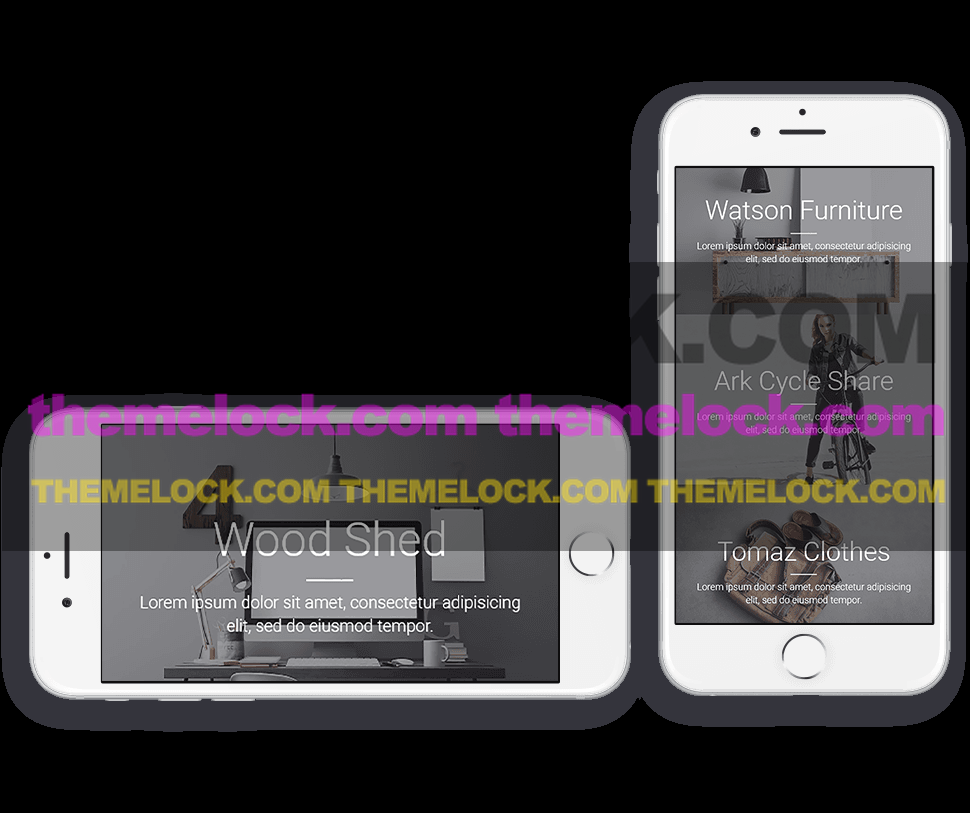 Watson Furniture
Lorem ipsum dolor sit amet, consectetur adipisicing
elit, sed do eiusmod tempor.
K.COM
Ark Cycle Share
Lorem ipsum dolor sit amet, consectetur adipisicing
elit, sed do eiusmod tempor.
themelock.com themelock.com
THEMELOCK.COM THEMELOCK.COM THEMELOCK.COM
4
Wood Shed
Lorem ipsum dolor sit amet, consectetur adipisicing
elit, sed do eiusmod tempor.
Tomaz Clothes
Lorem ipsum dolor sit amet, consectetur adipisicing
elit, sed do eiusmod tempor.